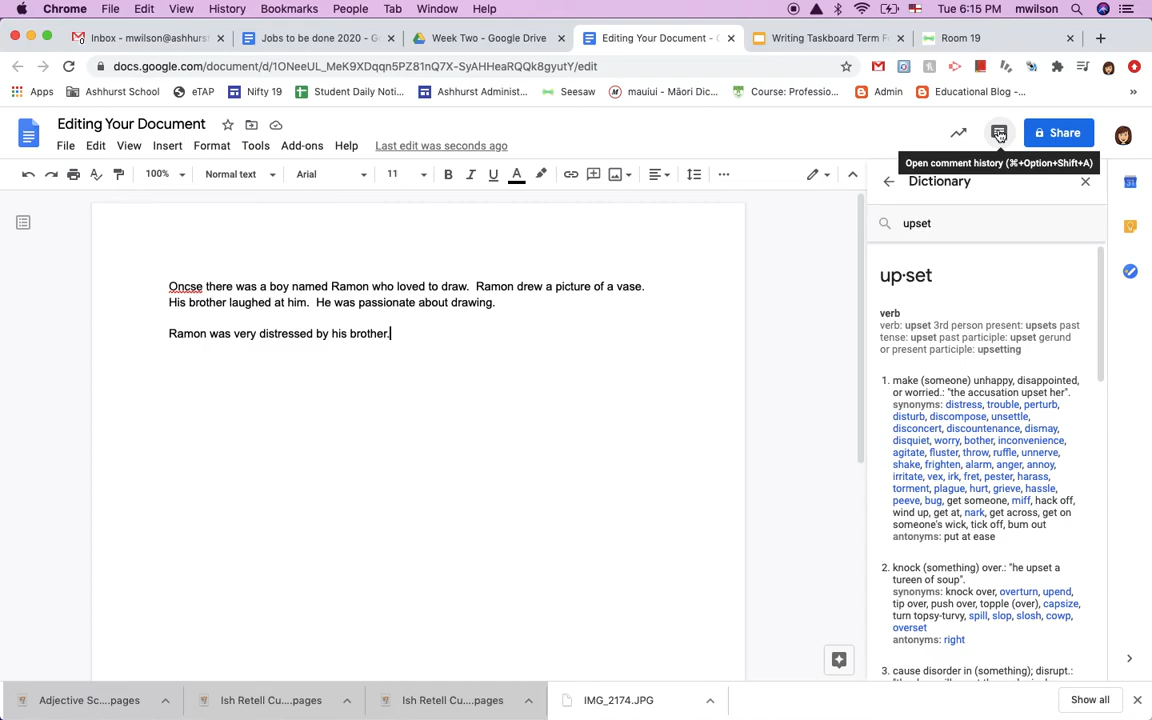 Chrome File Edit View History Bookmarks People Tab Window Help Tue 6:15 PM mwilson
Inbox - mwilson@ashhurst Jobs to be done 2020 - G Week Two - Google Drive Editing Your Document - Writing Taskboard Term F Room 19
docs.google.com/document/d/1ONeeUL_MeK9XDqqn5PZ81nQ7X-SyAHHeaRQQk8gyutY/edit
Apps Ashhurst School eTAP Nifty 19 Student Daily Noti... Ashhurst Administ... Seesaw mauiui - Māori Dic... Course: Professio... Admin Educational Blog -... »
Editing Your Document
Share
File Edit View Insert Format Tools Add-ons Help Last edit was seconds ago
Open comment history (⌘+Option+Shift+A)
100% Normal text Arial 11
Dictionary
upset
up·set
verb
verb: upset 3rd person present: upsets past
tense: upset past participle: upset gerund
or present participle: upsetting
1. make (someone) unhappy, disappointed,
or worried.: "the accusation upset her".
synonyms: distress, trouble, perturb,
disturb, discompose, unsettle,
disconcert, discountenance, dismay,
disquiet, worry, bother, inconvenience,
agitate, fluster, throw, ruffle, unnerve,
shake, frighten, alarm, anger, annoy,
irritate, vex, irk, fret, pester, harass,
torment, plague, hurt, grieve, hassle,
peeve, bug, get someone, miff, hack off,
wind up, get at, nark, get across, get on
someone's wick, tick off, bum out
antonyms: put at ease
2. knock (something) over.: "he upset a
tureen of soup".
synonyms: knock over, overturn, upend,
tip over, push over, topple (over), capsize,
turn topsy-turvy, spill, slop, slosh, cowp,
overset
antonyms: right
3. cause disorder in (something); disrupt.:
Oncse there was a boy named Ramon who loved to draw. Ramon drew a picture of a vase.
His brother laughed at him. He was passionate about drawing.
Ramon was very distressed by his brother.
Adjective Sc....pages Ish Retell Cu....pages Ish Retell Cu....pages IMG_2174.JPG Show all